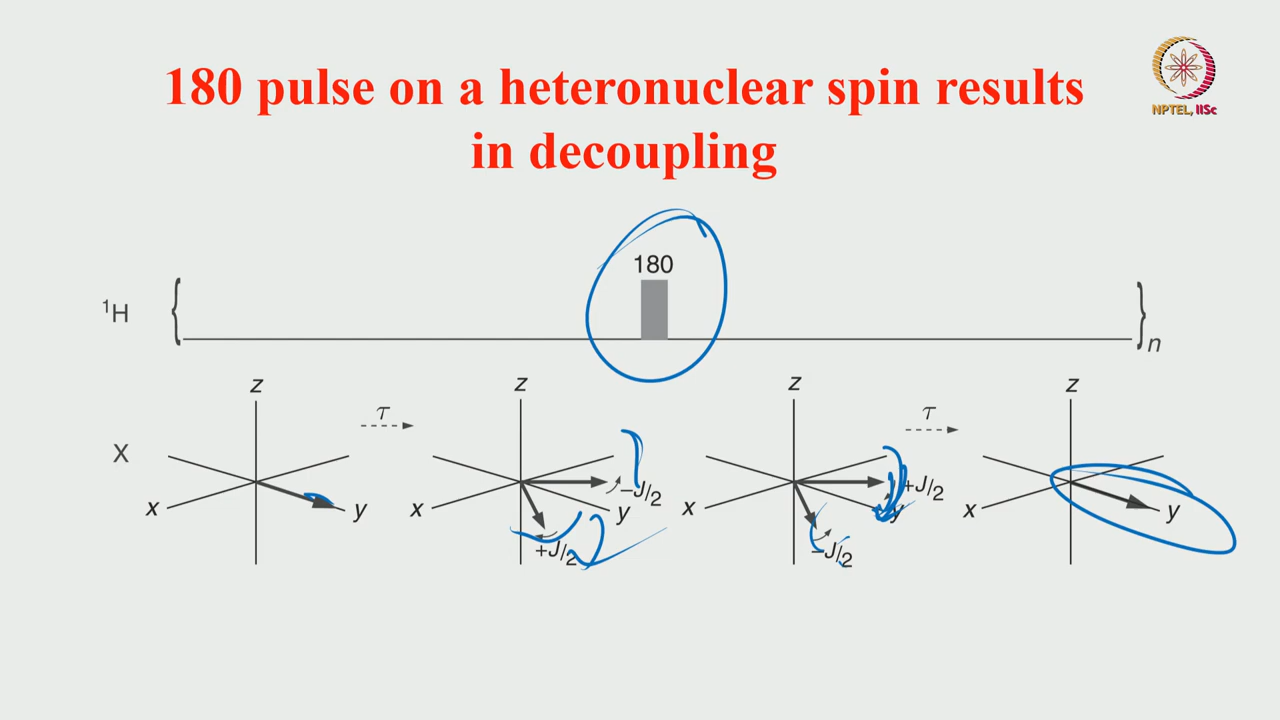 180 pulse on a heteronuclear spin results
in decoupling
NPTEL, IISc
180
¹H { }n
z z z z
τ τ
X
-J/2 +J/2
x y x y x y x y
+J/2 -J/2